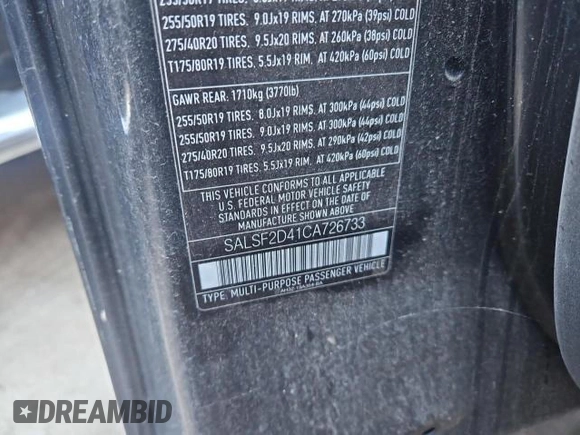 255/50R19 TIRES. 9.0Jx19 RIMS, AT 270kPa (39psi) COLD
275/40R20 TIRES. 9.5Jx20 RIMS, AT 260kPa (38psi) COLD
T175/80R19 TIRES. 5.5Jx19 RIM, AT 420kPa (60psi) COLD
GAWR REAR: 1710kg (3770lb)
255/50R19 TIRES. 8.0Jx19 RIMS, AT 300kPa (44psi) COLD
255/50R19 TIRES. 9.0Jx19 RIMS, AT 300kPa (44psi) COLD
275/40R20 TIRES. 9.5Jx20 RIMS, AT 290kPa (42psi) COLD
T175/80R19 TIRES. 5.5Jx19 RIM, AT 420kPa (60psi) COLD
THIS VEHICLE CONFORMS TO ALL APPLICABLE
U.S. FEDERAL MOTOR VEHICLE SAFETY
AND THEFT PREVENTION STANDARDS IN EFFECT ON
THE DATE OF MANUFACTURE SHOWN ABOVE.
SALSF2D41CA726733
TYPE: MULTI-PURPOSE PASSENGER VEHICLE
DREAMBID